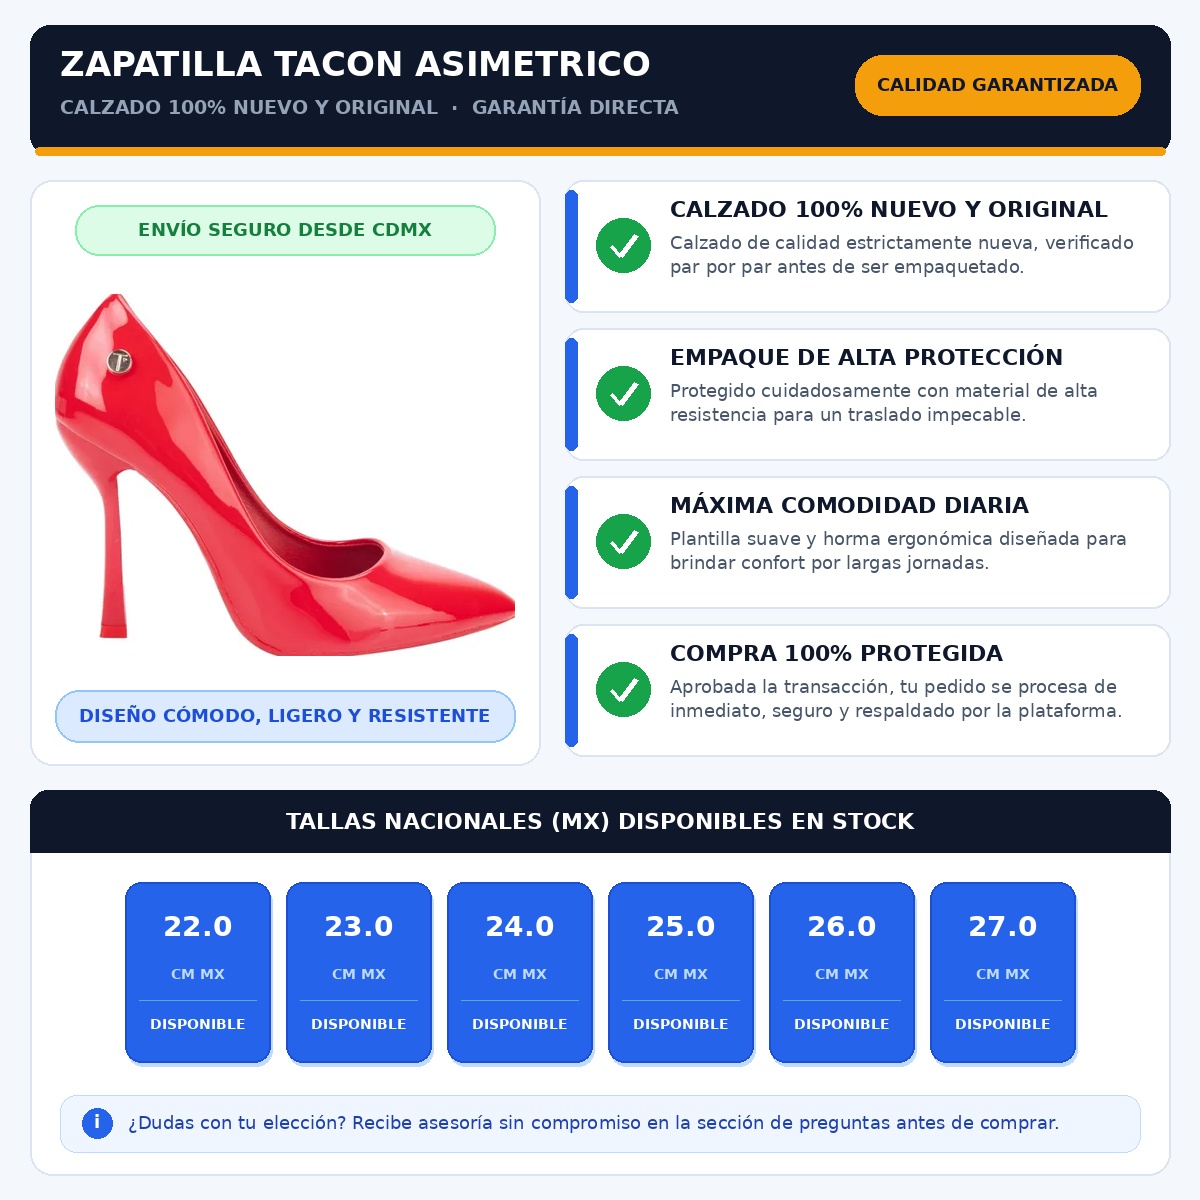 ZAPATILLA TACON ASIMETRICO
CALZADO 100% NUEVO Y ORIGINAL · GARANTÍA DIRECTA
CALIDAD GARANTIZADA
ENVÍO SEGURO DESDE CDMX
DISEÑO CÓMODO, LIGERO Y RESISTENTE
CALZADO 100% NUEVO Y ORIGINAL
Calzado de calidad estrictamente nueva, verificado
par por par antes de ser empaquetado.
EMPAQUE DE ALTA PROTECCIÓN
Protegido cuidadosamente con material de alta
resistencia para un traslado impecable.
MÁXIMA COMODIDAD DIARIA
Plantilla suave y horma ergonómica diseñada para
brindar confort por largas jornadas.
COMPRA 100% PROTEGIDA
Aprobada la transacción, tu pedido se procesa de
inmediato, seguro y respaldado por la plataforma.
TALLAS NACIONALES (MX) DISPONIBLES EN STOCK
22.0
CM MX
DISPONIBLE
23.0
CM MX
DISPONIBLE
24.0
CM MX
DISPONIBLE
25.0
CM MX
DISPONIBLE
26.0
CM MX
DISPONIBLE
27.0
CM MX
DISPONIBLE
i ¿Dudas con tu elección? Recibe asesoría sin compromiso en la sección de preguntas antes de comprar.